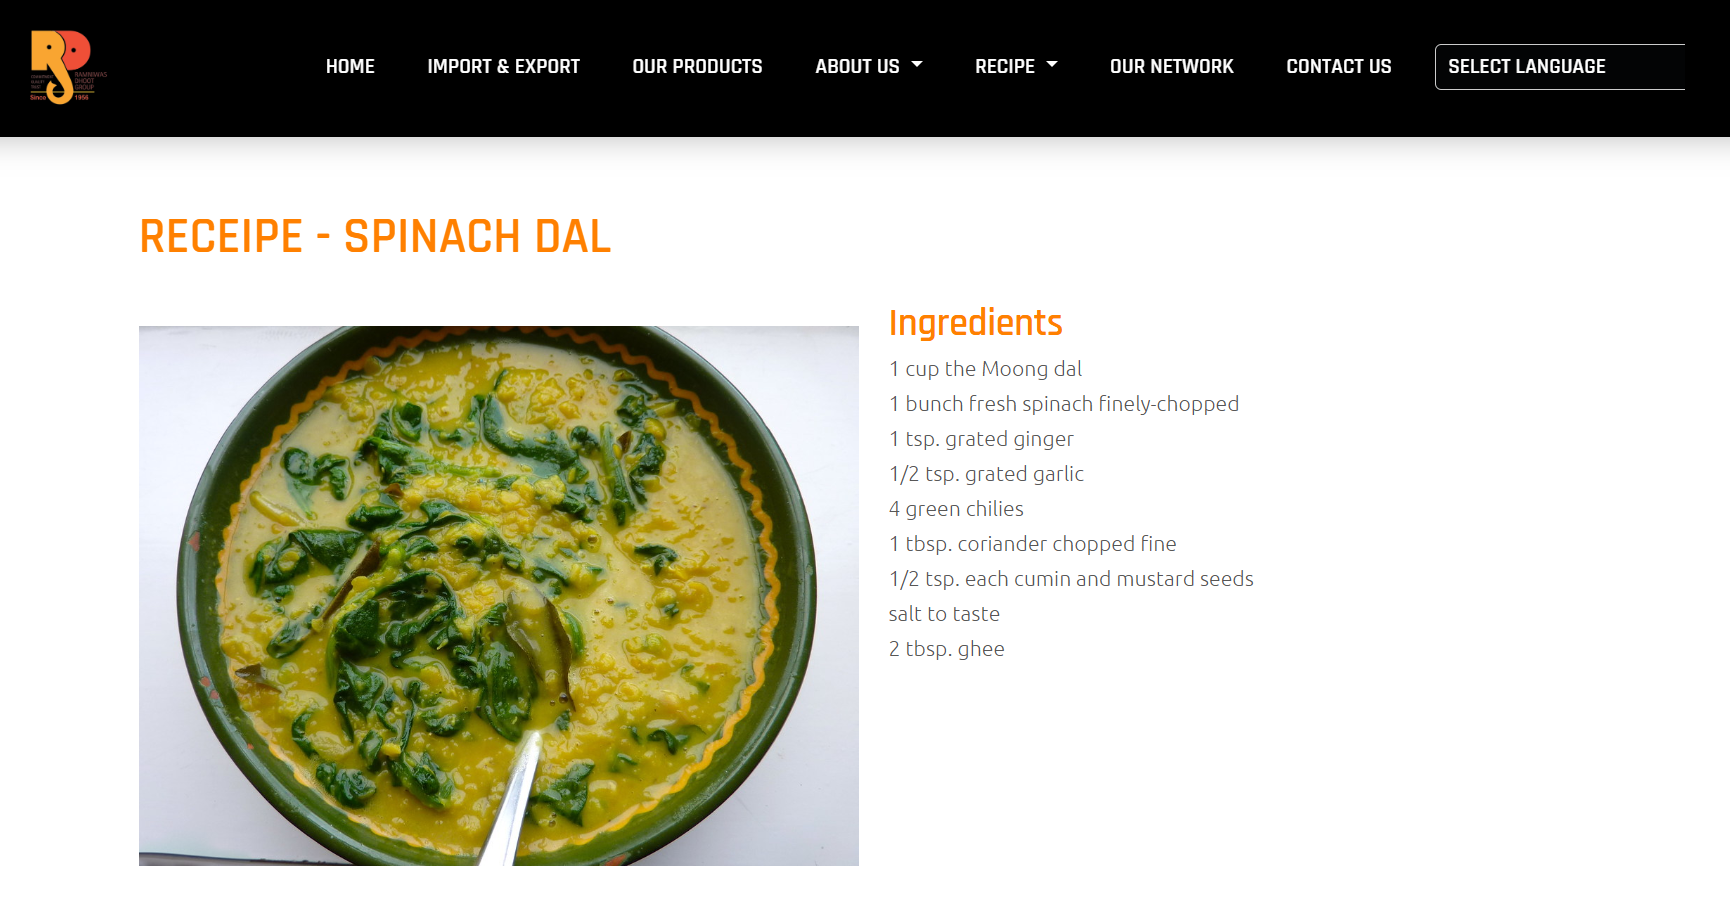 RAMNIWAS
DHOOT
GROUP
Since 1956
HOME IMPORT & EXPORT OUR PRODUCTS ABOUT US RECIPE OUR NETWORK CONTACT US SELECT LANGUAGE
RECEIPE - SPINACH DAL
Ingredients
1 cup the Moong dal
1 bunch fresh spinach finely-chopped
1 tsp. grated ginger
1/2 tsp. grated garlic
4 green chilies
1 tbsp. coriander chopped fine
1/2 tsp. each cumin and mustard seeds
salt to taste
2 tbsp. ghee